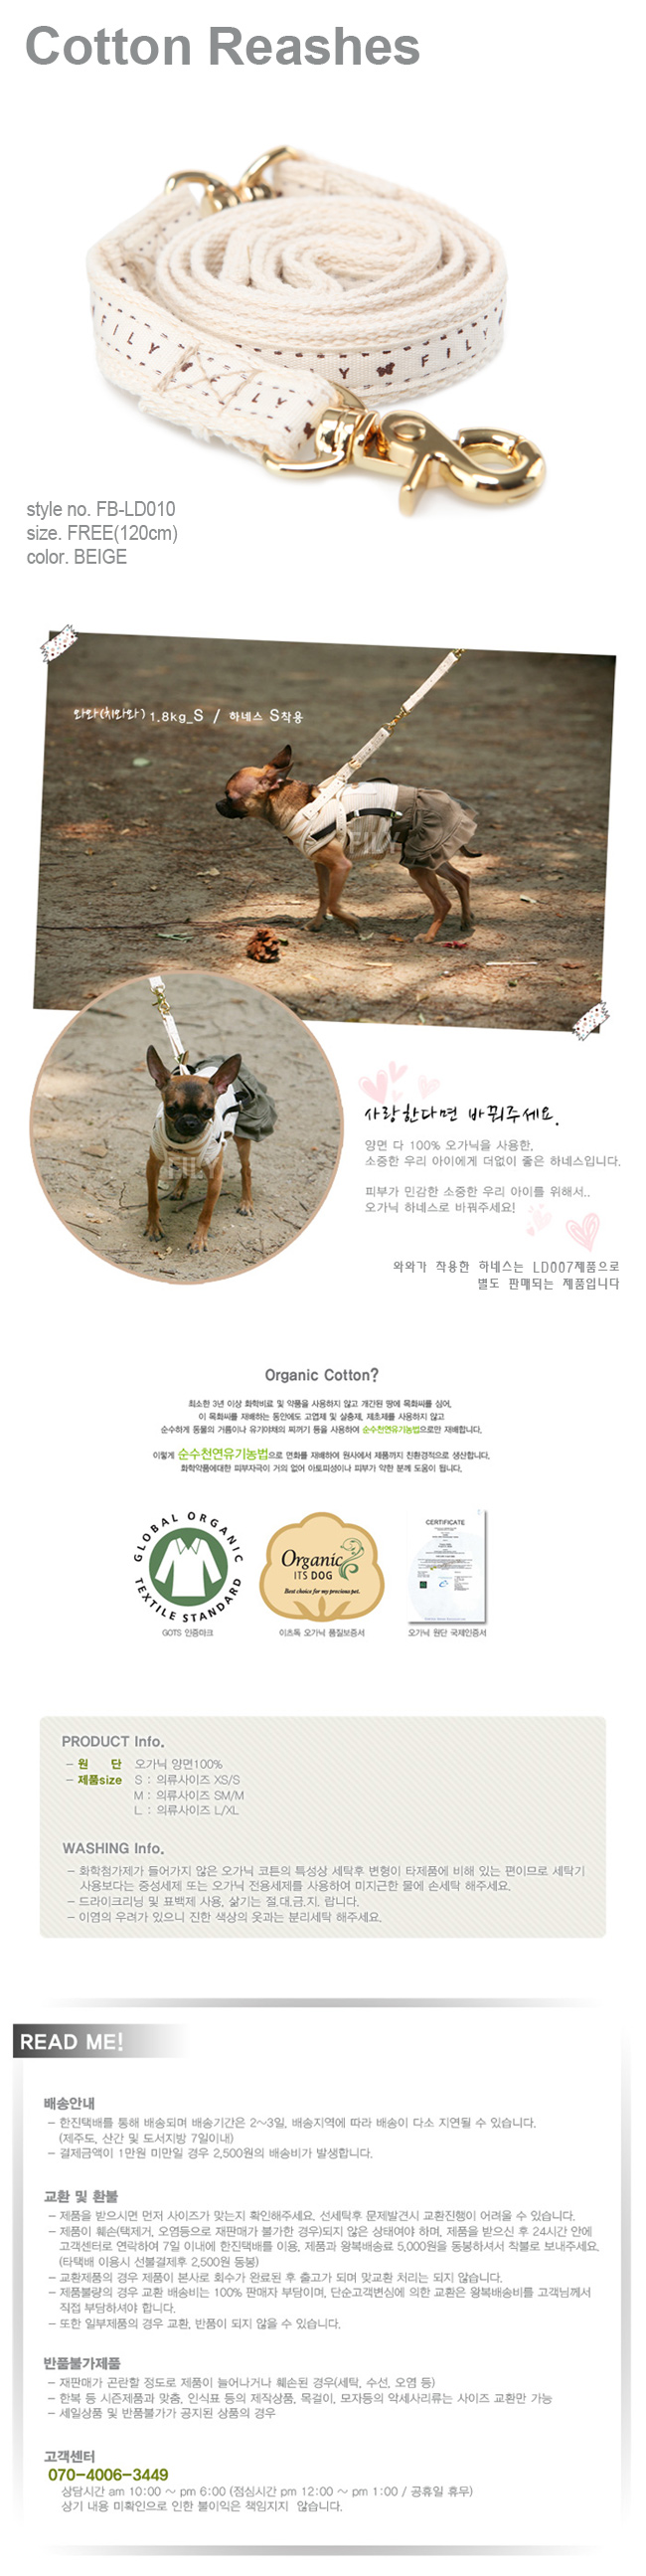 Cotton Reashes
FILY FILY Y FILY
style no. FB-LD010
size. FREE(120cm)
color. BEIGE
와와(치와와) 1.8kg_S / 하네스 S착용
FILY
FILY
사랑한다면 바꿔주세요.
양면 다 100% 오가닉을 사용한,
소중한 우리 아이에게 더없이 좋은 하네스입니다.
피부가 민감한 소중한 우리 아이를 위해서..
오가닉 하네스로 바꿔주세요!
와와가 착용한 하네스는 LD007제품으로
별도 판매되는 제품입니다
Organic Cotton?
최소한 3년 이상 화학비료 및 약품을 사용하지 않고 개간된 땅에 목화씨를 심어,
이 목화씨를 재배하는 동안에도 고엽제 및 살충제, 제초제를 사용하지 않고
순수하게 동물의 거름이나 유기야채의 찌꺼기 등을 사용하여 순수천연유기농법으로만 재배합니다.
이렇게 순수천연유기농법으로 면화를 재배하여 원사에서 제품까지 친환경적으로 생산합니다.
화학약품에대한 피부자극이 거의 없어 아토피성이나 피부가 약한 분께 도움이 됩니다.
GLOBAL ORGANIC TEXTILE STANDARD
Organic
ITS DOG
Best choice for my precious pet.
CERTIFICATE
GOTS 인증마크
이츠독 오가닉 품질보증서
오가닉 원단 국제인증서
PRODUCT Info.
- 원 단 오가닉 양면100%
- 제품size S : 의류사이즈 XS/S
M : 의류사이즈 SM/M
L : 의류사이즈 L/XL
WASHING Info.
- 화학첨가제가 들어가지 않은 오가닉 코튼의 특성상 세탁후 변형이 타제품에 비해 있는 편이므로 세탁기
사용보다는 중성세제 또는 오가닉 전용세제를 사용하여 미지근한 물에 손세탁 해주세요.
- 드라이크리닝 및 표백제 사용, 삶기는 절.대.금.지. 랍니다.
- 이염의 우려가 있으니 진한 색상의 옷과는 분리세탁 해주세요.
READ ME!
배송안내
- 한진택배를 통해 배송되며 배송기간은 2~3일, 배송지역에 따라 배송이 다소 지연될 수 있습니다.
(제주도, 산간 및 도서지방 7일이내)
- 결제금액이 1만원 미만일 경우 2,500원의 배송비가 발생합니다.
교환 및 환불
- 제품을 받으시면 먼저 사이즈가 맞는지 확인해주세요. 선세탁후 문제발견시 교환진행이 어려울 수 있습니다.
- 제품이 훼손(택제거, 오염등으로 재판매가 불가한 경우)되지 않은 상태여야 하며, 제품을 받으신 후 24시간 안에
고객센터로 연락하여 7일 이내에 한진택배를 이용, 제품과 왕복배송료 5,000원을 동봉하셔서 착불로 보내주세요.
(타택배 이용시 선불결제후 2,500원 동봉)
- 교환제품의 경우 제품이 본사로 회수가 완료된 후 출고가 되며 맞교환 처리는 되지 않습니다.
- 제품불량의 경우 교환 배송비는 100% 판매자 부담이며, 단순고객변심에 의한 교환은 왕복배송비를 고객님께서
직접 부담하셔야 합니다.
- 또한 일부제품의 경우 교환, 반품이 되지 않을 수 있습니다.
반품불가제품
- 재판매가 곤란할 정도로 제품이 늘어나거나 훼손된 경우(세탁, 수선, 오염 등)
- 한복 등 시즌제품과 맞춤, 인식표 등의 제작상품, 목걸이, 모자등의 악세사리류는 사이즈 교환만 가능
- 세일상품 및 반품불가가 공지된 상품의 경우
고객센터
070-4006-3449
상담시간 am 10:00 ~ pm 6:00 (점심시간 pm 12:00 ~ pm 1:00 / 공휴일 휴무)
상기 내용 미확인으로 인한 불이익은 책임지지 않습니다.